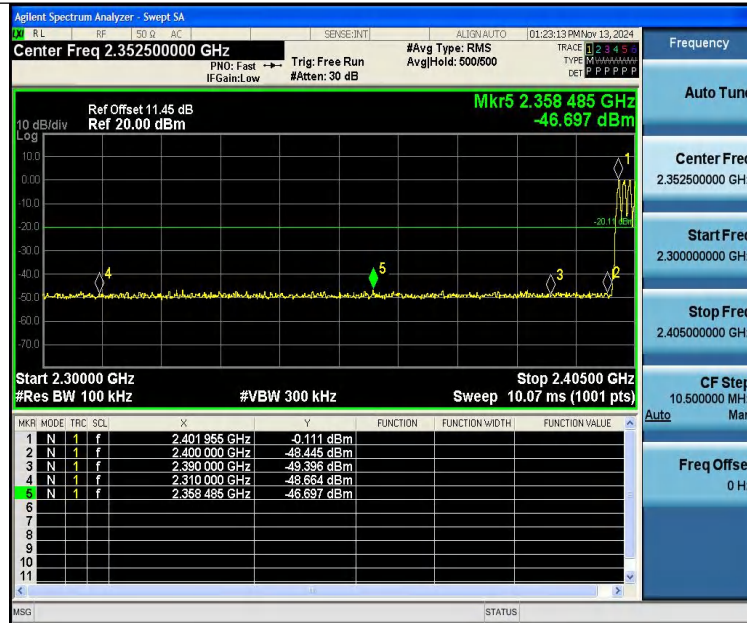 Agilent Spectrum Analyzer - Swept SA
LXI RL RF 50 Ω AC SENSE:INT ALIGN AUTO 01:23:13 PM Nov 13, 2024
Center Freq 2.352500000 GHz
PNO: Fast
IFGain:Low
Trig: Free Run
#Atten: 30 dB
#Avg Type: RMS
Avg|Hold: 500/500
TRACE 1 2 3 4 5 6
TYPE M
DET P P P P P P
Ref Offset 11.45 dB
Ref 20.00 dBm
10 dB/div
Log
Mkr5 2.358 485 GHz
-46.697 dBm
10.0
0.00
-10.0
-20.0
-30.0
-40.0
-50.0
-60.0
-70.0
1
-20.11 dBm
4
5
3
2
Start 2.30000 GHz
Stop 2.40500 GHz
#Res BW 100 kHz
#VBW 300 kHz
Sweep 10.07 ms (1001 pts)
MKR MODE TRC SCL X Y FUNCTION FUNCTION WIDTH FUNCTION VALUE
1 N 1 f 2.401 955 GHz -0.111 dBm
2 N 1 f 2.400 000 GHz -48.445 dBm
3 N 1 f 2.390 000 GHz -49.396 dBm
4 N 1 f 2.310 000 GHz -48.664 dBm
5 N 1 f 2.358 485 GHz -46.697 dBm
6
7
8
9
10
11
MSG
STATUS
Frequency
Auto Tune
Center Freq
2.352500000 GHz
Start Freq
2.300000000 GHz
Stop Freq
2.405000000 GHz
CF Step
10.500000 MHz
Auto Man
Freq Offset
0 Hz